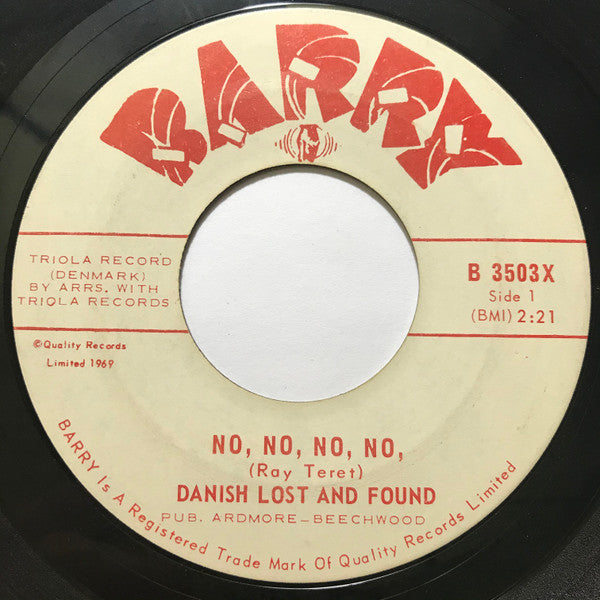 BARRY
TRIOLA RECORD
(DENMARK)
BY ARRS. WITH
TRIOLA RECORDS
B 3503X
Side 1
(BMI) 2:21
©Quality Records
Limited 1969
NO, NO, NO, NO,
(Ray Teret)
DANISH LOST AND FOUND
PUB. ARDMORE-BEECHWOOD
BARRY Is A Registered Trade Mark Of Quality Records Limited